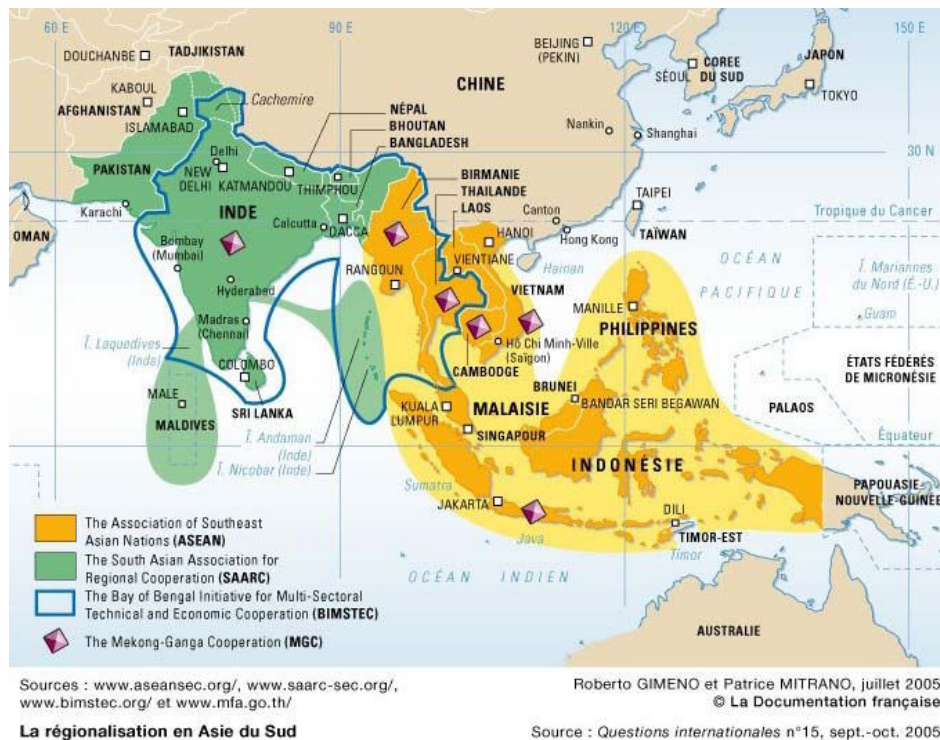 60 E
90 E
120 E
150 E
DOUCHANBE
TADJIKISTAN
BEIJING
(PEKIN)
JAPON
CORÉE
DU SUD
SÉOUL
TOKYO
KABOUL
Cachemire
CHINE
AFGHANISTAN
ISLAMABAD
NÉPAL
BHOUTAN
BANGLADESH
Nankin
Shanghai
30 N
PAKISTAN
Delhi
NEW
DELHI
KATMANDOU
THIMPHOU
BIRMANIE
THAILANDE
LAOS
TAIPEI
Karachi
INDE
Calcutta
DACCA
Canton
HANOI
Hong Kong
TAÏWAN
Tropique du Cancer
OMAN
Bombay
(Mumbai)
RANGOUN
VIENTIANE
Hainan
OCÉAN
PACIFIQUE
Î. Mariannes
du Nord (É.-U.)
Hyderabad
VIETNAM
MANILLE
Guam
Madras
(Chennai)
PHILIPPINES
Î. Laquedives
(Inde)
Hô Chi Minh-Ville
(Saïgon)
COLOMBO
CAMBODGE
ÉTATS FÉDÉRÉS
DE MICRONÉSIE
MALE
SRI LANKA
BRUNEI
BANDAR SERI BEGAWAN
PALAOS
MALDIVES
KUALA
LUMPUR
MALAISIE
Î. Andaman
(Inde)
SINGAPOUR
Équateur
Î. Nicobar (Inde)
INDONÉSIE
Sumatra
PAPOUASIE-
NOUVELLE-GUINÉE
JAKARTA
DILI
TIMOR-EST
Java
Timor
OCÉAN INDIEN
AUSTRALIE
The Association of Southeast
Asian Nations (ASEAN)
The South Asian Association for
Regional Cooperation (SAARC)
The Bay of Bengal Initiative for Multi-Sectoral
Technical and Economic Cooperation (BIMSTEC)
The Mekong-Ganga Cooperation (MGC)
Sources : www.aseansec.org/, www.saarc-sec.org/,
www.bimstec.org/ et www.mfa.go.th/
Roberto GIMENO et Patrice MITRANO, juillet 2005
© La Documentation française
La régionalisation en Asie du Sud
Source : Questions internationales n°15, sept.-oct. 2005